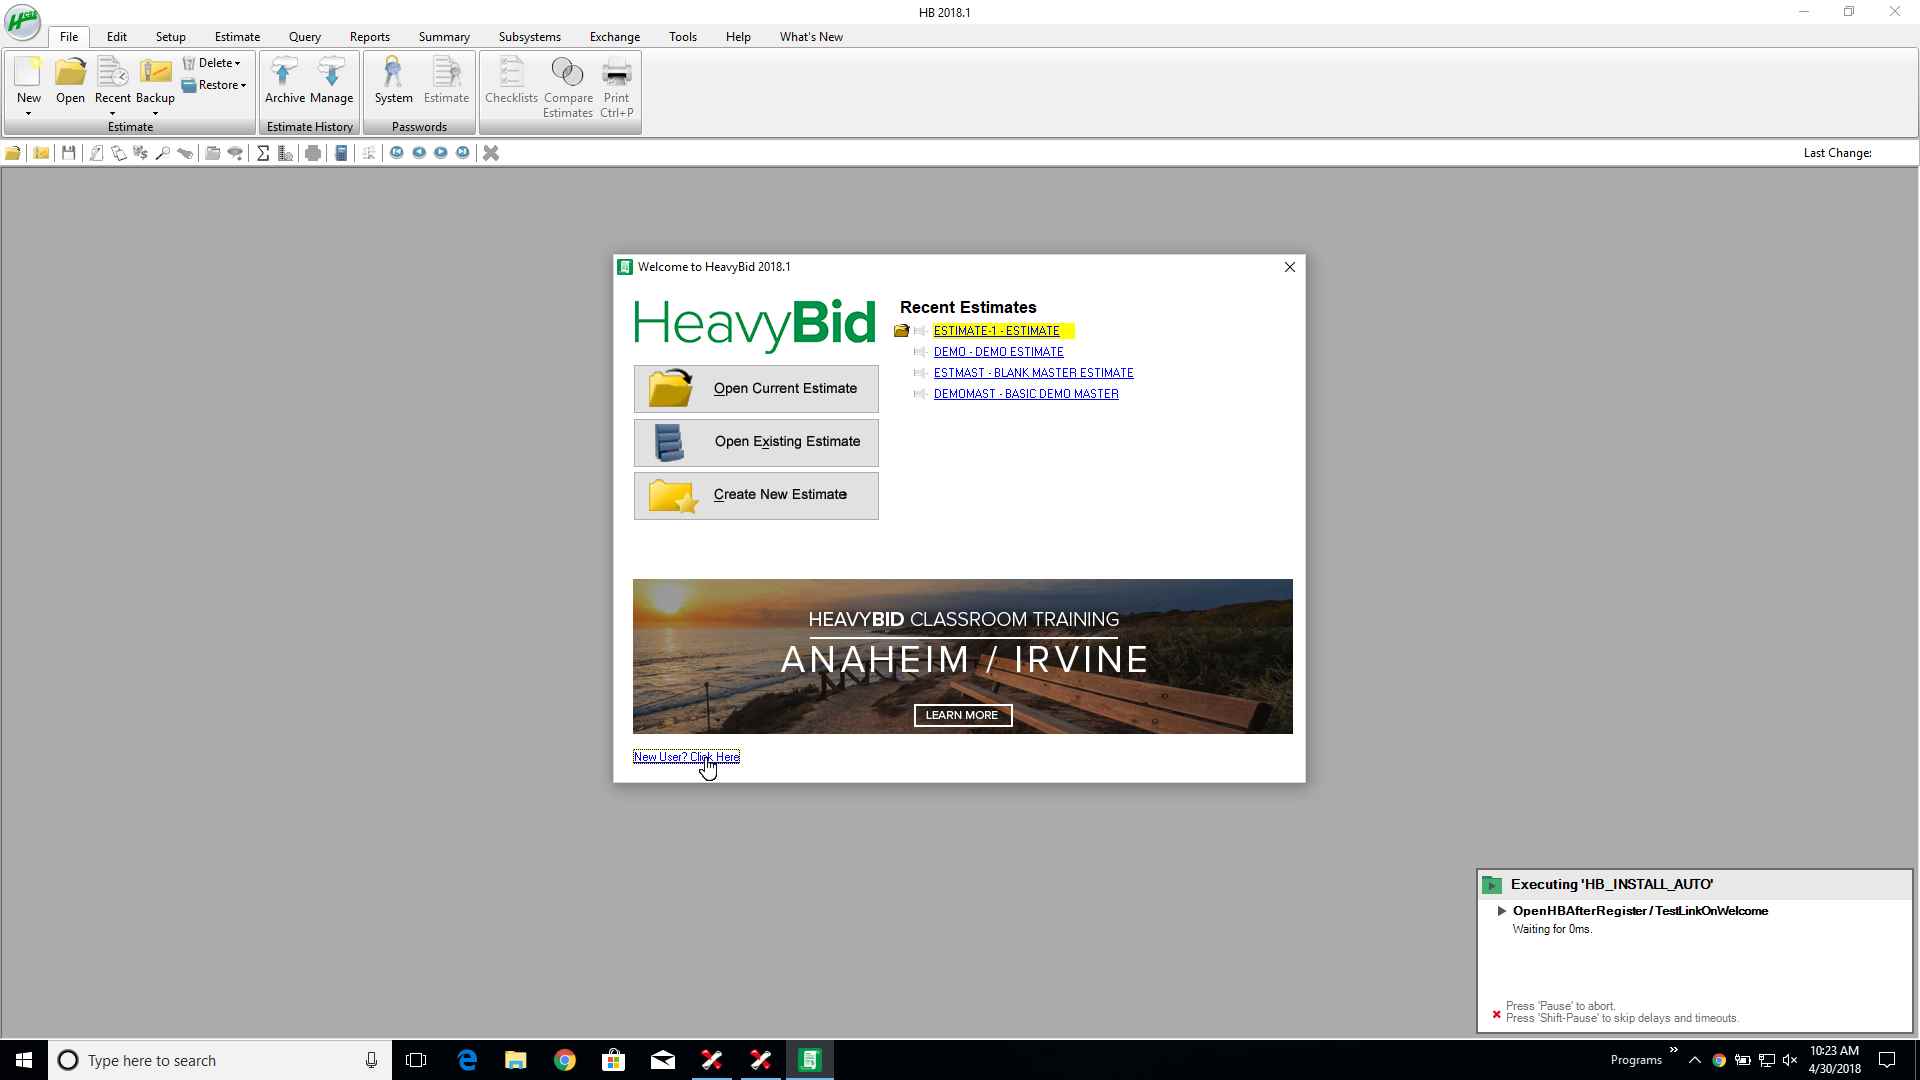 HB 2018.1
File Edit Setup Estimate Query Reports Summary Subsystems Exchange Tools Help What's New
New Open Recent Backup Delete Restore
Archive Manage
System Estimate
Checklists Compare Estimates Print Ctrl+P
Estimate Estimate History Passwords
Last Change:
Welcome to HeavyBid 2018.1
HeavyBid
Open Current Estimate
Open Existing Estimate
Create New Estimate
Recent Estimates
ESTIMATE-1 - ESTIMATE
DEMO - DEMO ESTIMATE
ESTMAST - BLANK MASTER ESTIMATE
DEMOMAST - BASIC DEMO MASTER
HEAVYBID CLASSROOM TRAINING
ANAHEIM / IRVINE
LEARN MORE
New User? Click Here
Executing 'HB_INSTALL_AUTO'
OpenHBAfterRegister / TestLinkOnWelcome
Waiting for 0ms.
Press 'Pause' to abort.
Press 'Shift-Pause' to skip delays and timeouts.
Type here to search
Programs
10:23 AM
4/30/2018